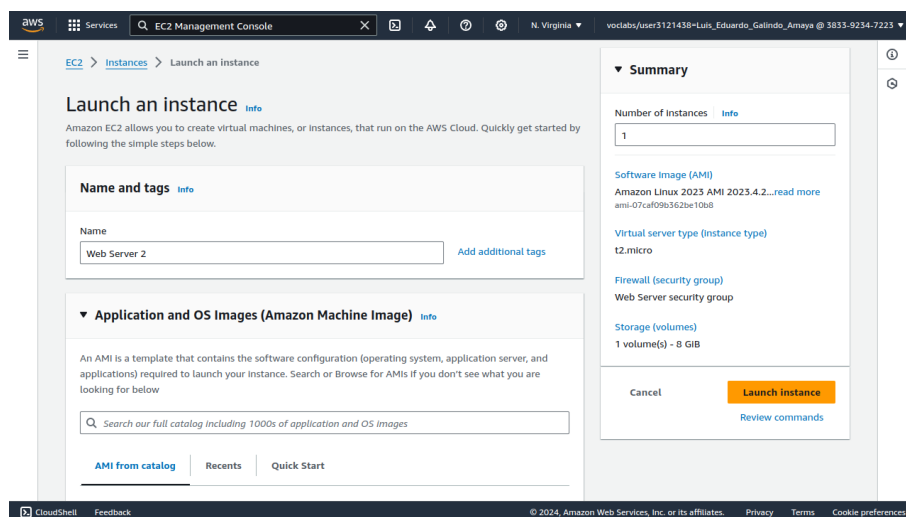 aws
Services
EC2 Management Console
N. Virginia
voclabs/user3121438=Luis_Eduardo_Galindo_Amaya @ 3833-9234-7223
EC2 > Instances > Launch an instance
Launch an instance Info
Amazon EC2 allows you to create virtual machines, or instances, that run on the AWS Cloud. Quickly get started by
following the simple steps below.
Name and tags Info
Name
Web Server 2
Add additional tags
Application and OS Images (Amazon Machine Image) Info
An AMI is a template that contains the software configuration (operating system, application server, and
applications) required to launch your instance. Search or Browse for AMIs if you don't see what you are
looking for below
Search our full catalog including 1000s of application and OS images
AMI from catalog
Recents
Quick Start
Summary
Number of instances Info
1
Software Image (AMI)
Amazon Linux 2023 AMI 2023.4.2...read more
ami-07caf09b362be10b8
Virtual server type (instance type)
t2.micro
Firewall (security group)
Web Server security group
Storage (volumes)
1 volume(s) - 8 GiB
Cancel
Launch instance
Review commands
CloudShell
Feedback
© 2024, Amazon Web Services, Inc. or its affiliates.
Privacy
Terms
Cookie preferences